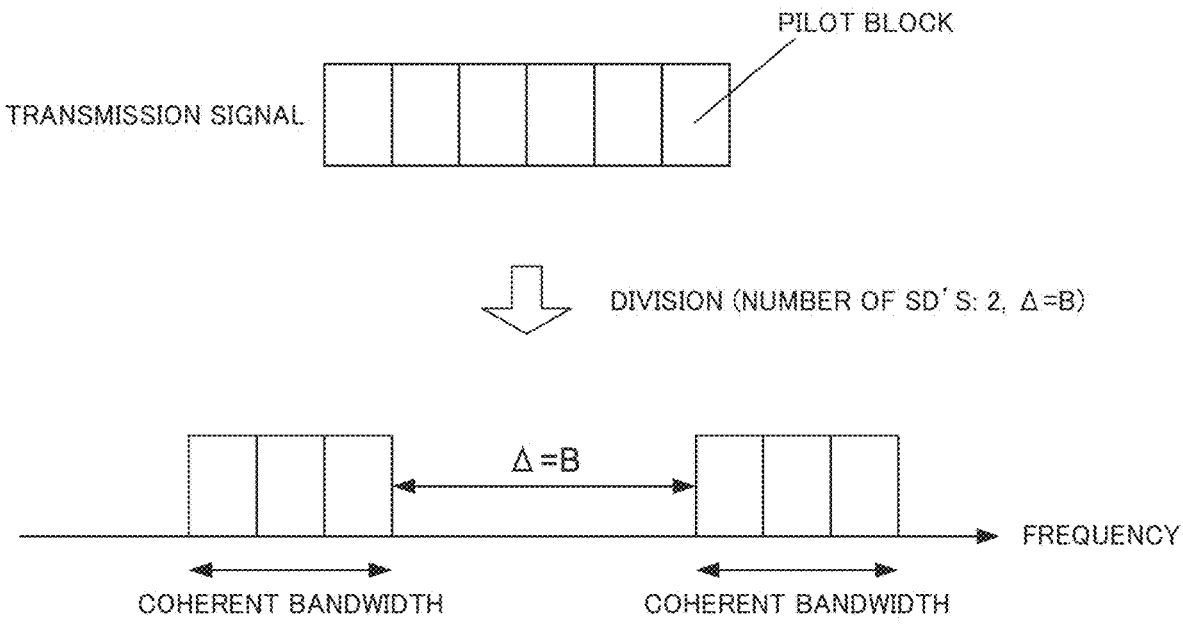 PILOT BLOCK
TRANSMISSION SIGNAL
DIVISION (NUMBER OF SD'S: 2, Δ=B)
Δ=B
FREQUENCY
COHERENT BANDWIDTH
COHERENT BANDWIDTH